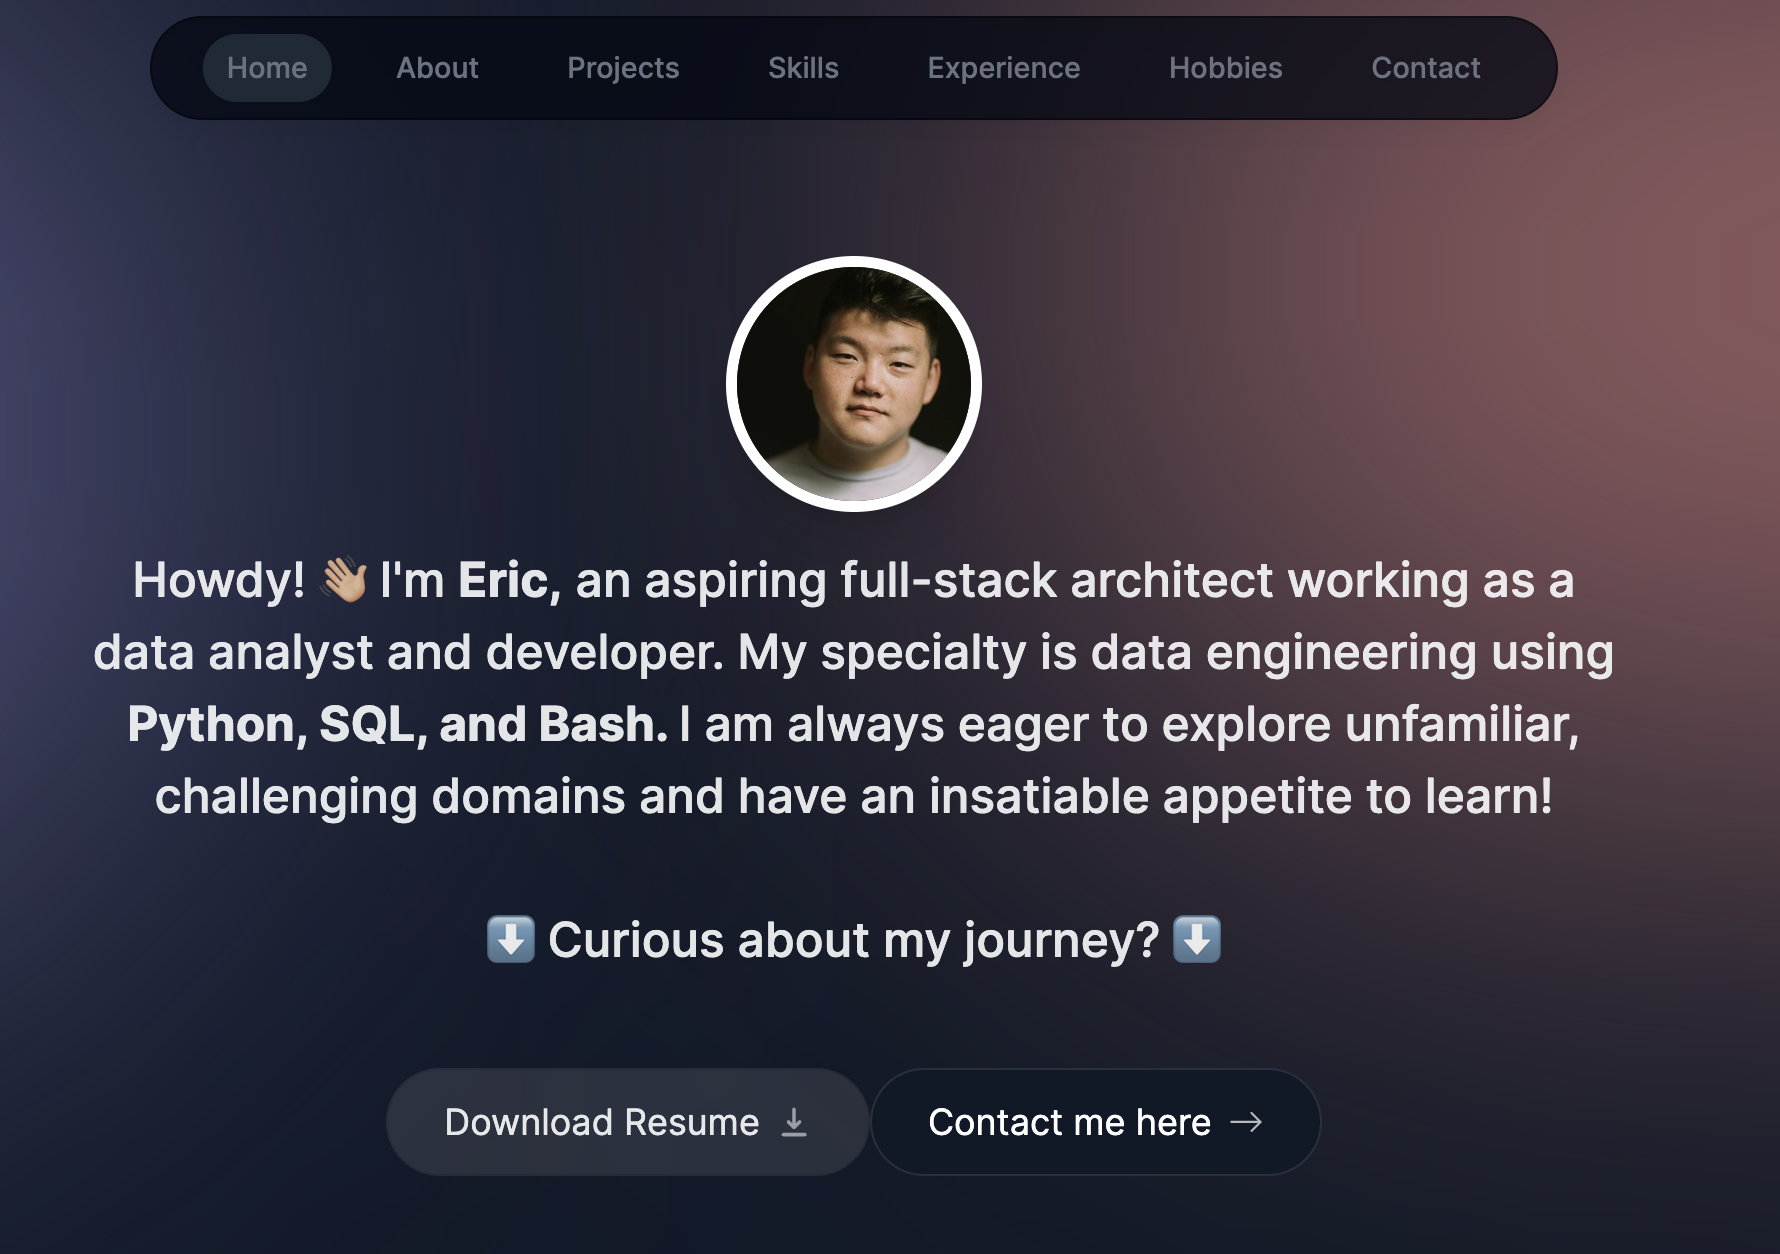 Home About Projects Skills Experience Hobbies Contact
Howdy! 👋🏼 I'm Eric, an aspiring full-stack architect working as a
data analyst and developer. My specialty is data engineering using
Python, SQL, and Bash. I am always eager to explore unfamiliar,
challenging domains and have an insatiable appetite to learn!
⬇️ Curious about my journey? ⬇️
Download Resume
Contact me here →